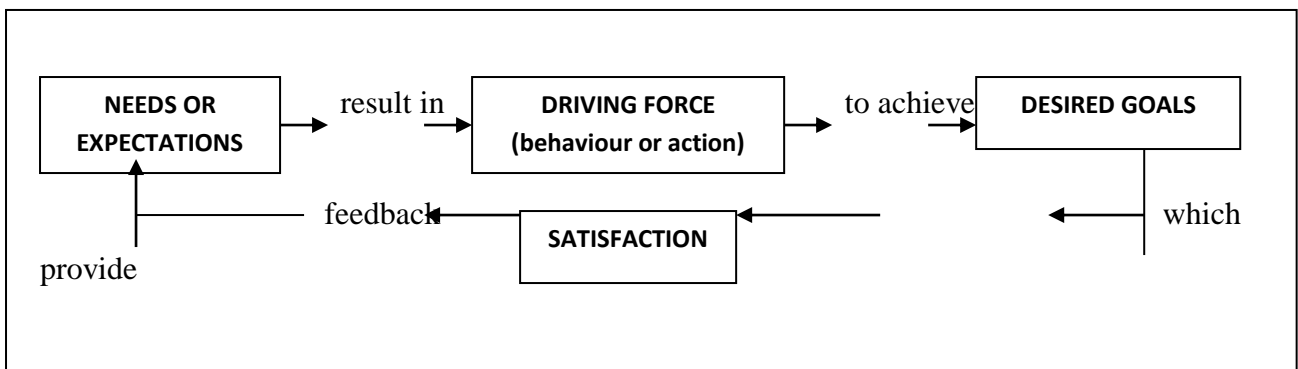 NEEDS OR
EXPECTATIONS
result in
DRIVING FORCE
(behaviour or action)
to achieve
DESIRED GOALS
feedback
SATISFACTION
which
provide